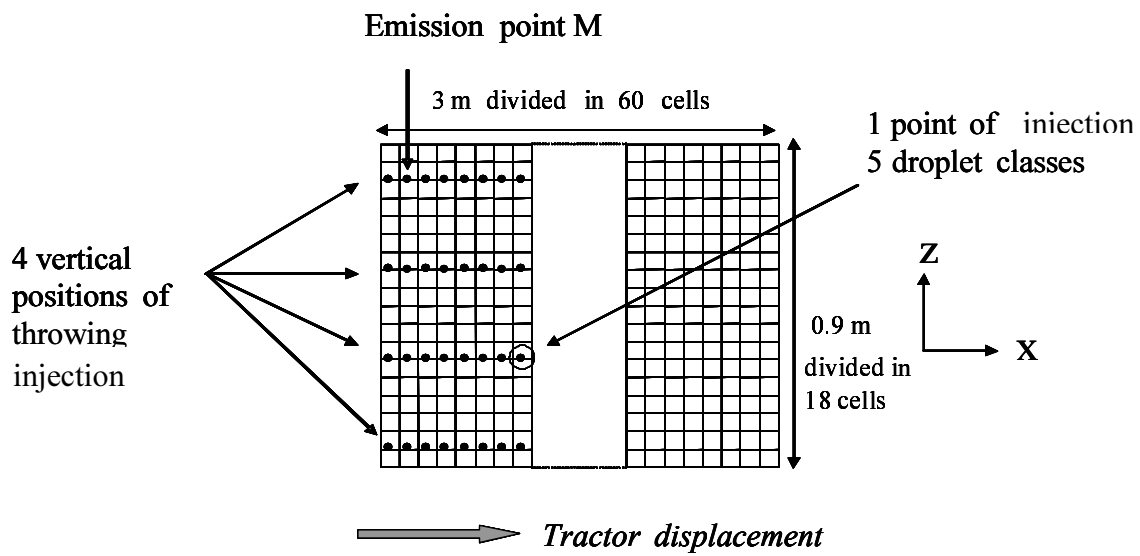 Emission point M
3 m divided in 60 cells
1 point of injection
5 droplet classes
4 vertical
positions of
throwing
injection
Z
X
0.9 m
divided in
18 cells
Tractor displacement